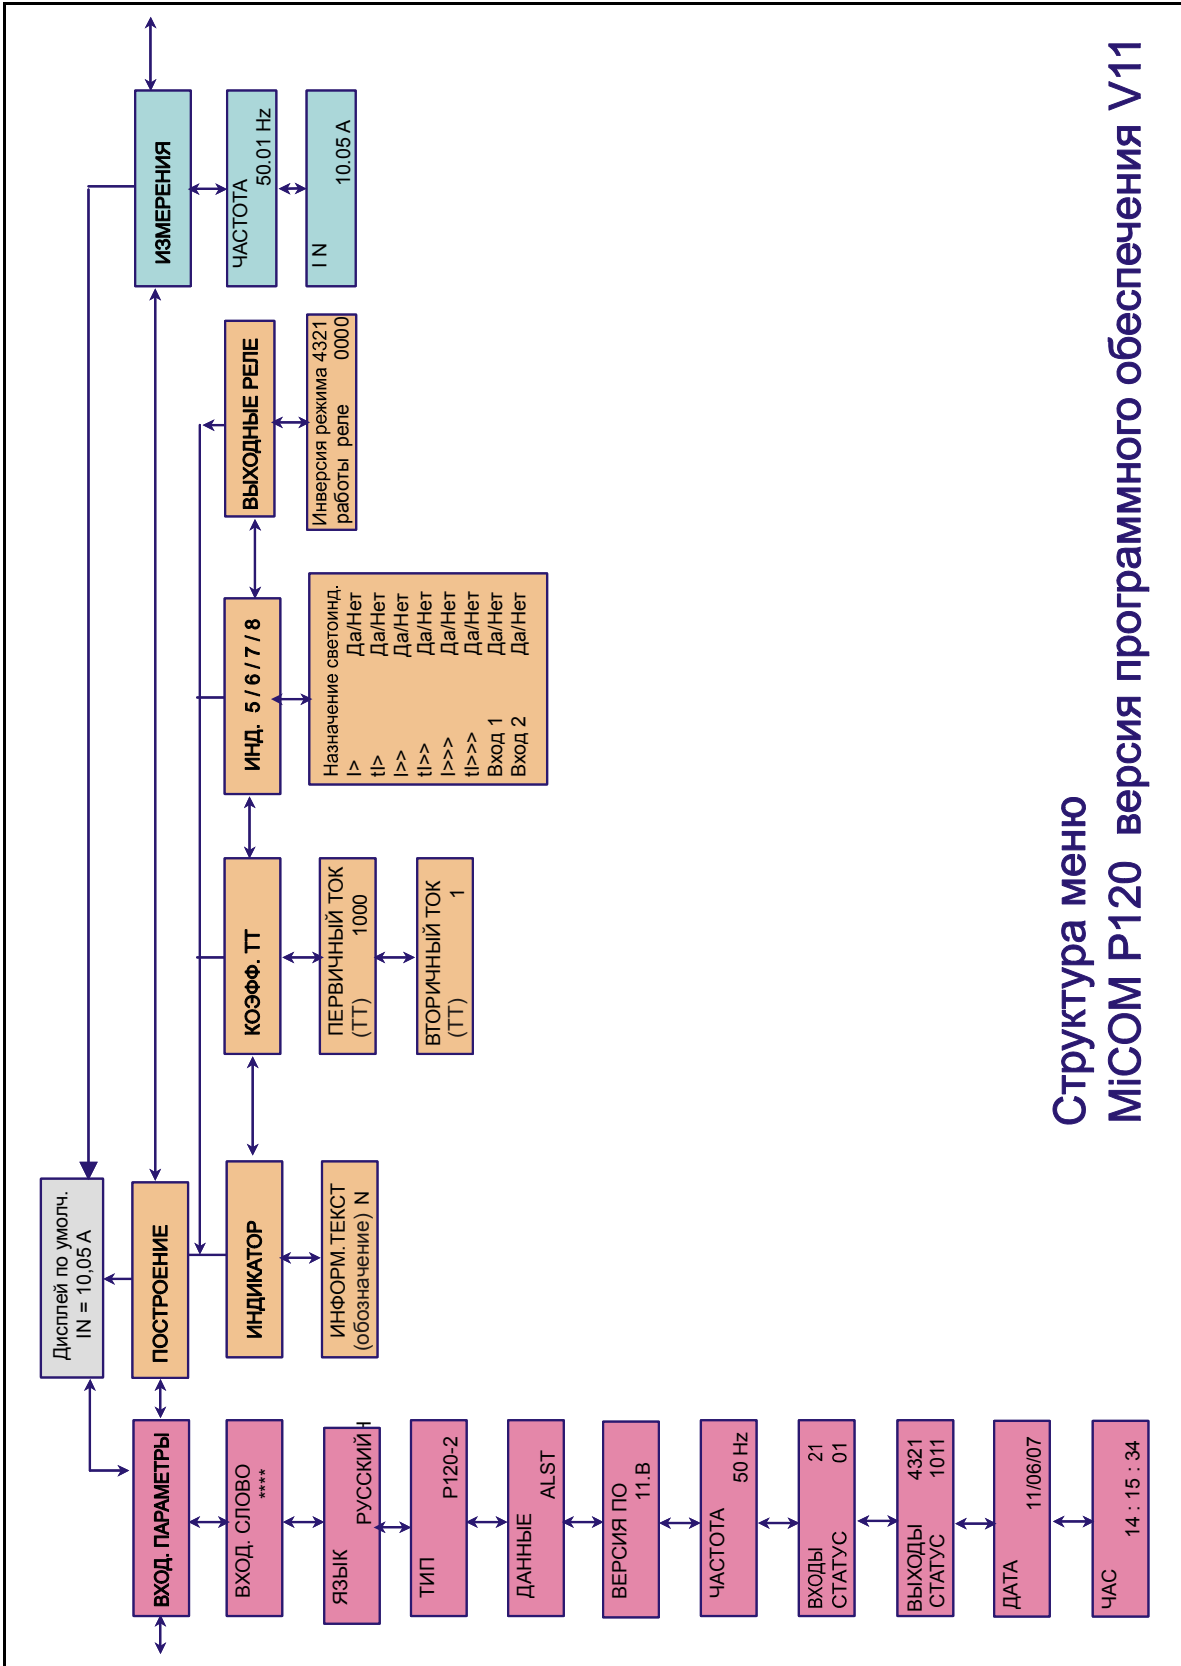 Дисплей по умолч.
IN = 10,05 A
ВХОД. ПАРАМЕТРЫ
ВХОД. СЛОВО
****
ЯЗЫК
РУССКИЙ
ТИП
P120-2
ДАННЫЕ
ALST
ВЕРСИЯ ПО
11.B
ЧАСТОТА
50 Hz
ВХОДЫ 21
СТАТУС 01
ВЫХОДЫ 4321
СТАТУС 1011
ДАТА
11/06/07
ЧАС
14 : 15 : 34
ПОСТРОЕНИЕ
ИНДИКАТОР
ИНФОРМ.ТЕКСТ
(обозначение) N
КОЭФФ. ТТ
ПЕРВИЧНЫЙ ТОК
(ТТ) 1000
ВТОРИЧНЫЙ ТОК
(ТТ) 1
ИНД. 5 / 6 / 7 / 8
Назначение светоинд.
I> Да/Нет
tI> Да/Нет
I>> Да/Нет
tI>> Да/Нет
I>>> Да/Нет
tI>>> Да/Нет
Вход 1 Да/Нет
Вход 2 Да/Нет
ВЫХОДНЫЕ РЕЛЕ
Инверсия режима 4321
работы реле 0000
ИЗМЕРЕНИЯ
ЧАСТОТА
50.01 Hz
I N
10.05 A
Структура меню
MiCOM P120 версия программного обеспечения V11